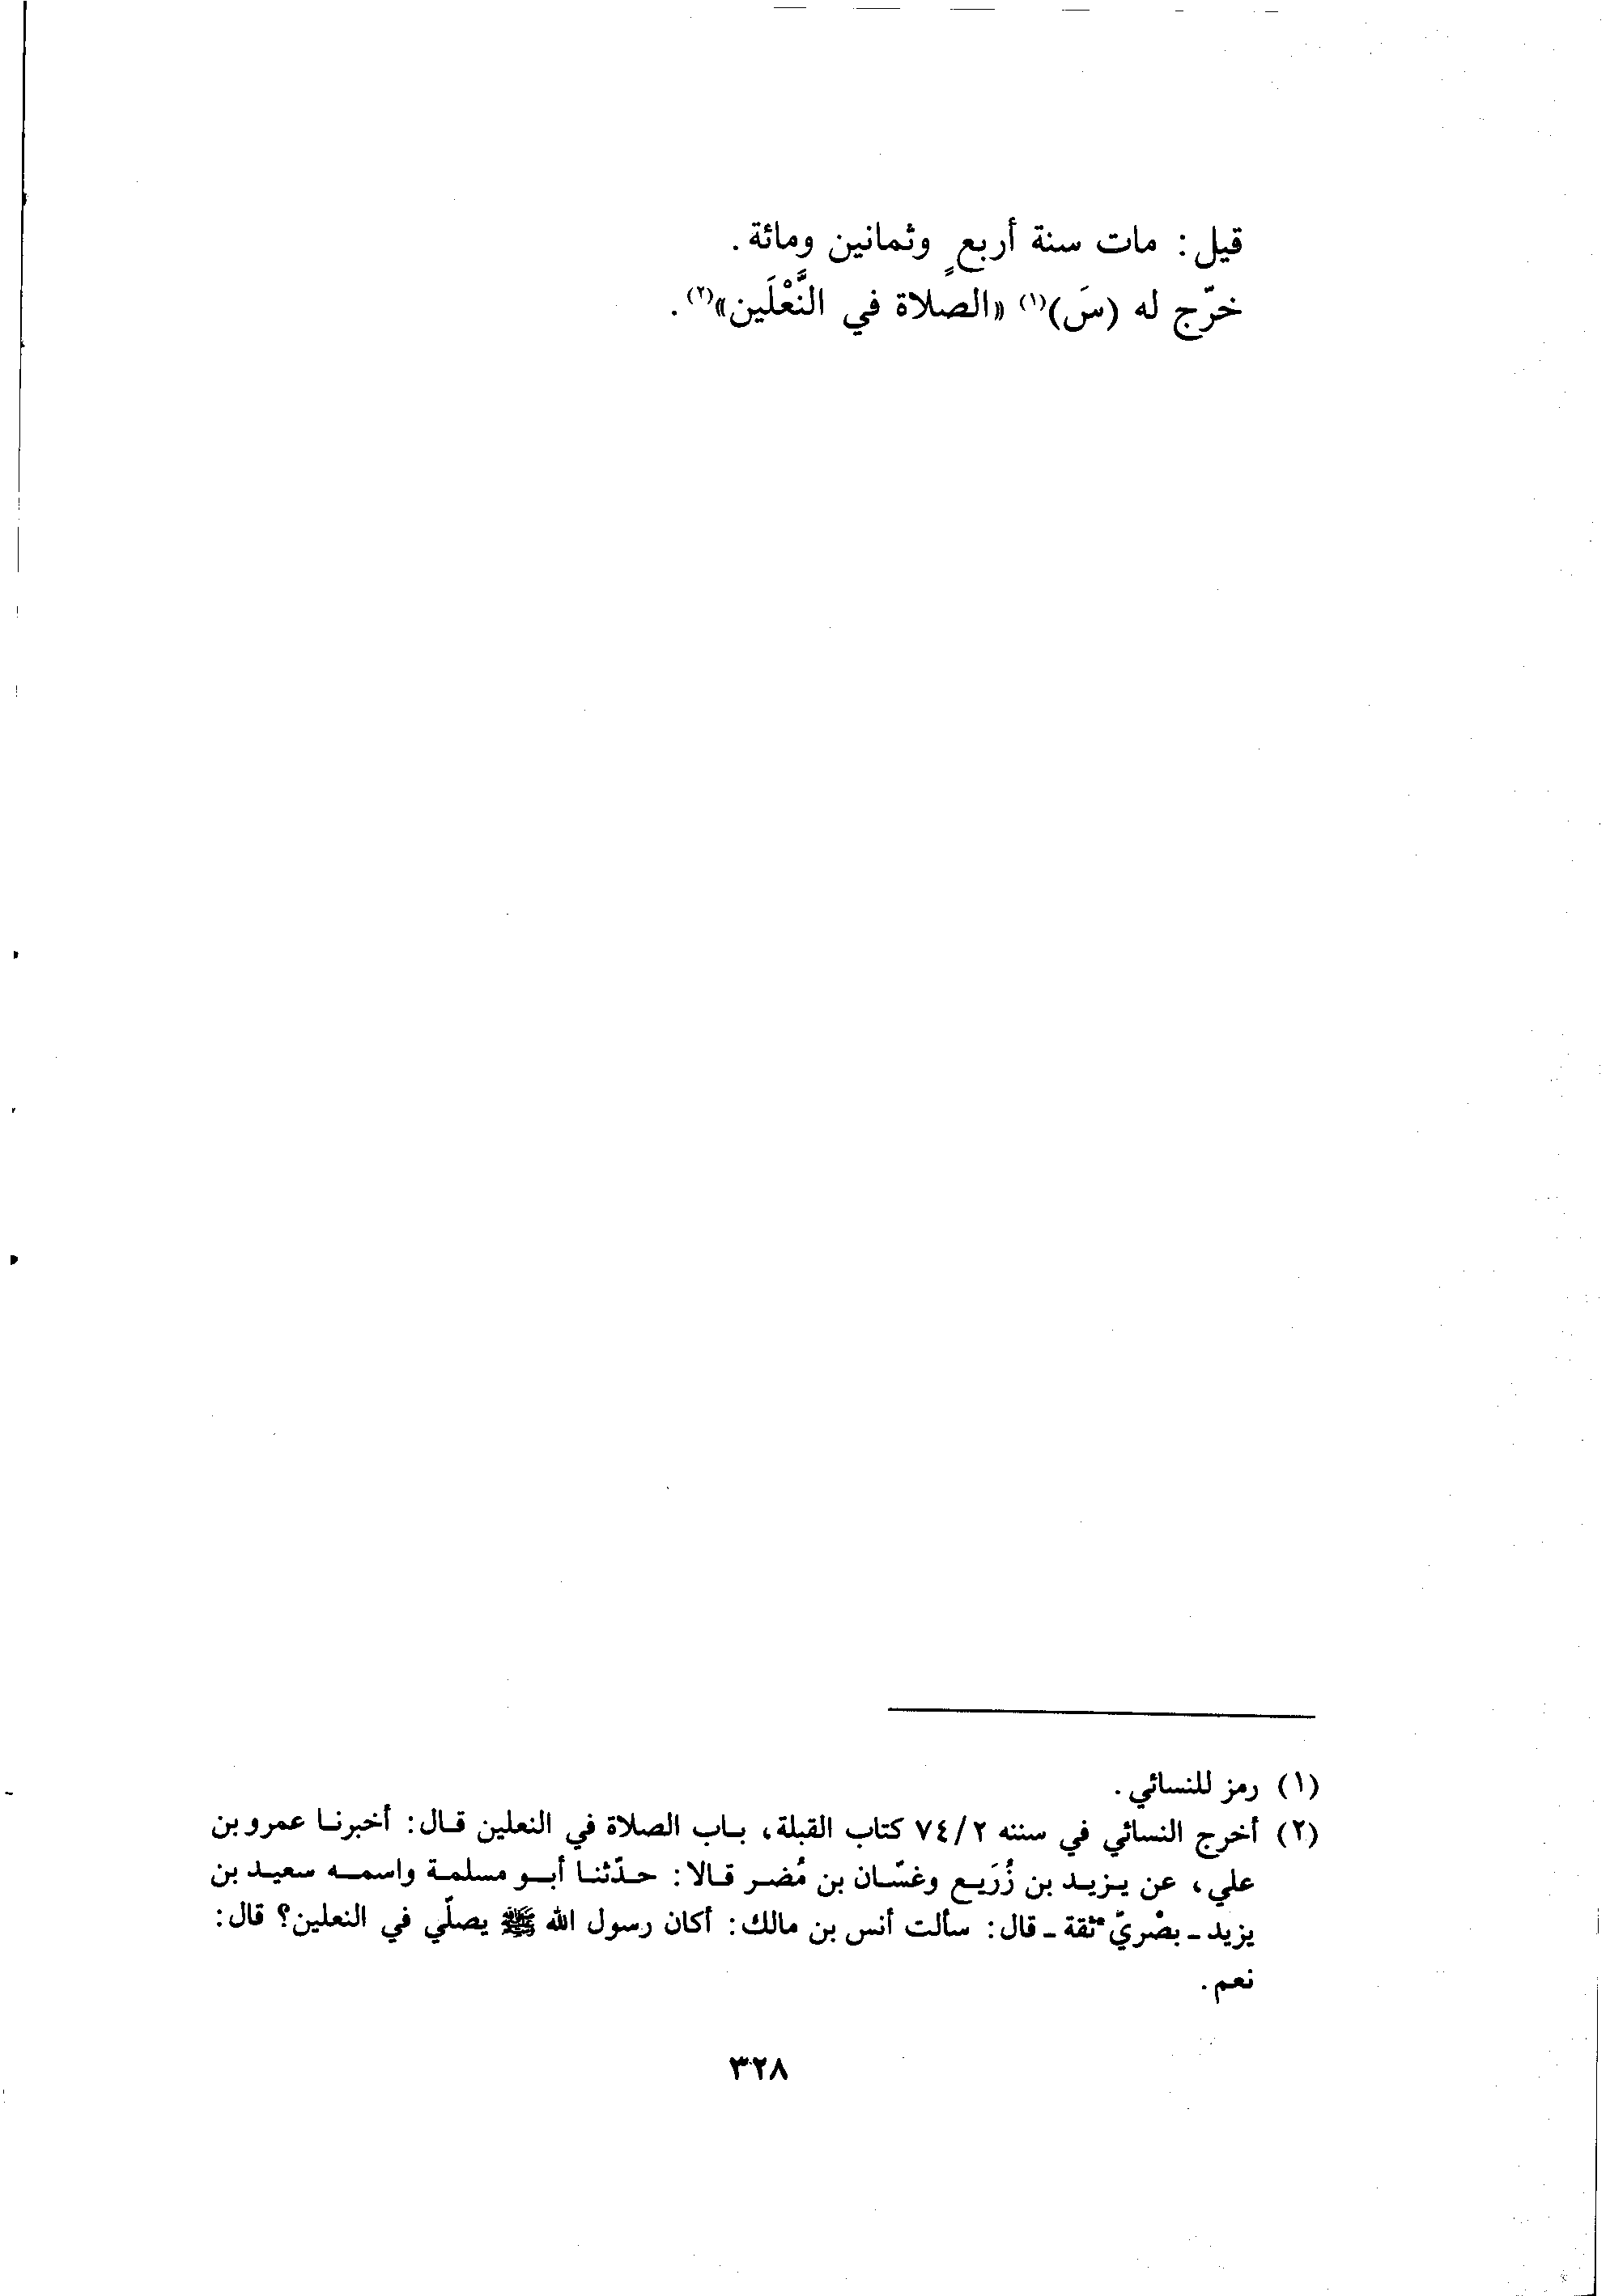 قيل: مات سنة أربعٍ وثمانين ومائة.
خرّج له (سَ)(١) «الصلاة في النَّعْلَين»(٢).
(١) رمز للنسائي.
(٢) أخرج النسائي في سننه ٧٤/٢ كتاب القبلة، باب الصلاة في النعلين قال: أخبرنا عمرو بن
علي، عن يزيد بن زُرَيع وغسّان بن مُضر قالا: حدّثنا أبو مسلمة واسمه سعيد بن
يزيد ـ بصْريّ ثقة ـ قال: سألت أنس بن مالك: أكان رسول الله ﷺ يصلّي في النعلين؟ قال:
نعم.
٣٢٨